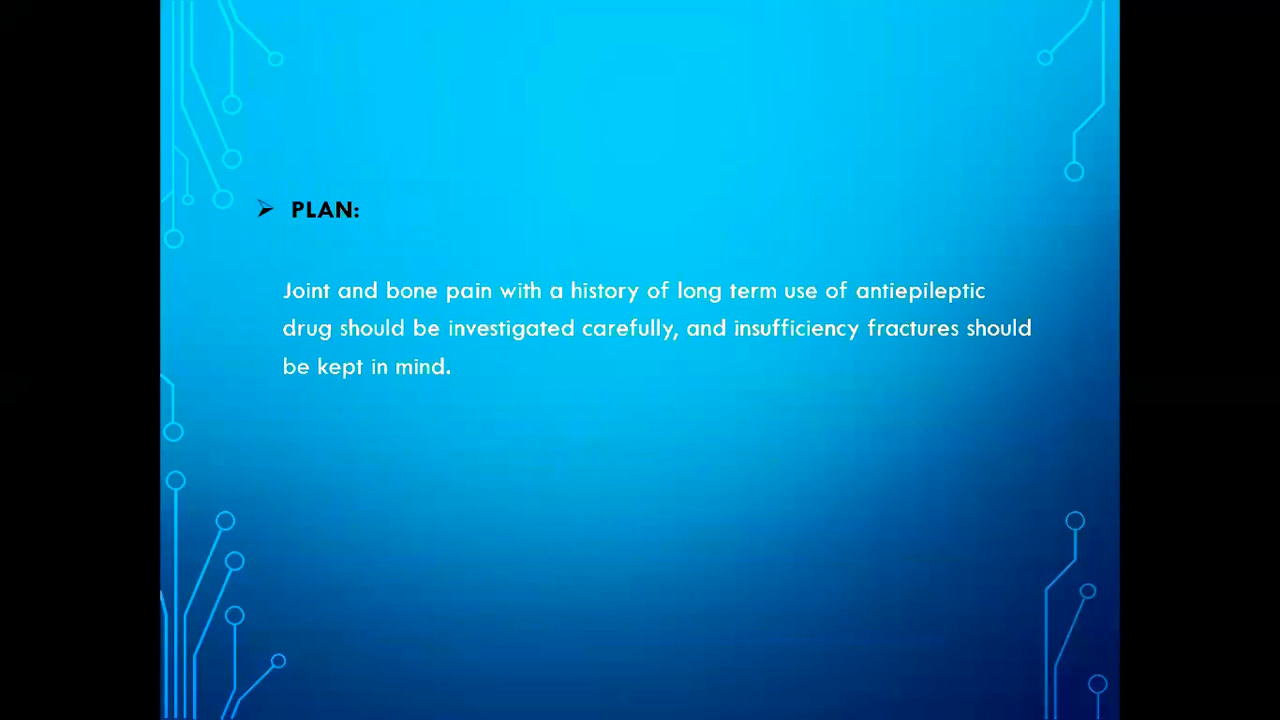 PLAN:
Joint and bone pain with a history of long term use of antiepileptic
drug should be investigated carefully, and insufficiency fractures should
be kept in mind.